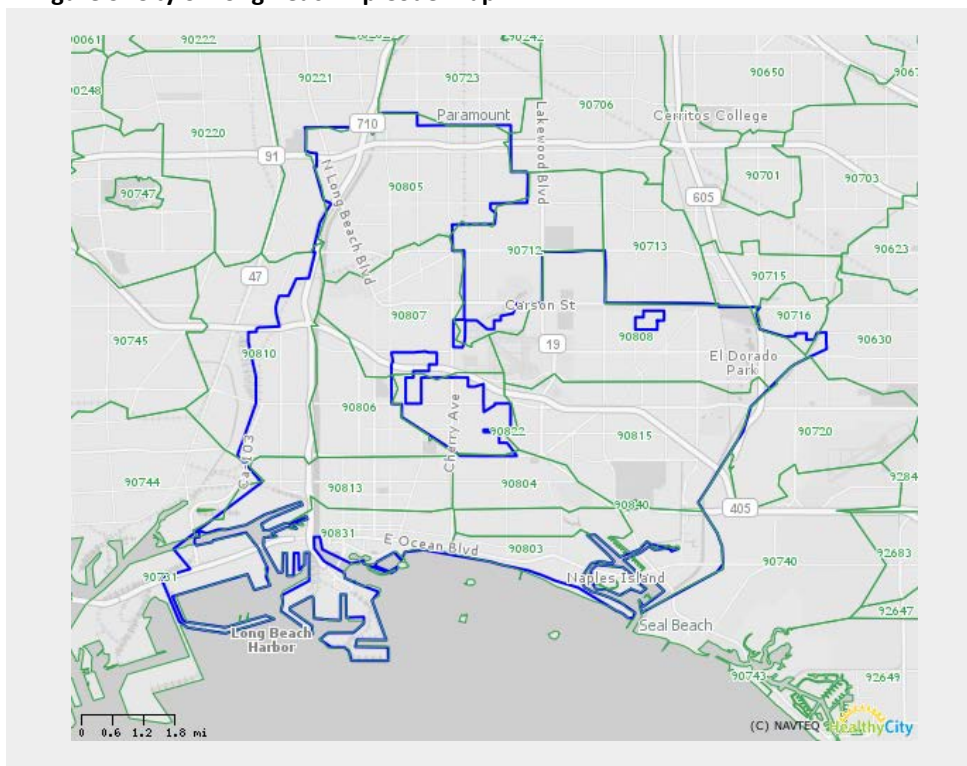 90061
90222
90242
90221
90723
90650
90248
90706
Paramount
Lakewood Blvd
Cerritos College
90220
710
91
90701
90747
N Long Beach Blvd
90805
605
90703
90712
90713
90623
47
90715
Carson St
90716
90807
90808
90745
90810
19
El Dorado
Park
90630
90806
Cherry Ave
90822
90815
90720
Ca-103
90744
90813
90804
90840
405
90831
E Ocean Blvd
90803
90740
92683
90731
Naples Island
92647
Long Beach
Harbor
Seal Beach
90743
92649
0 0.6 1.2 1.8 mi
(C) NAVTEQ HealthyCity